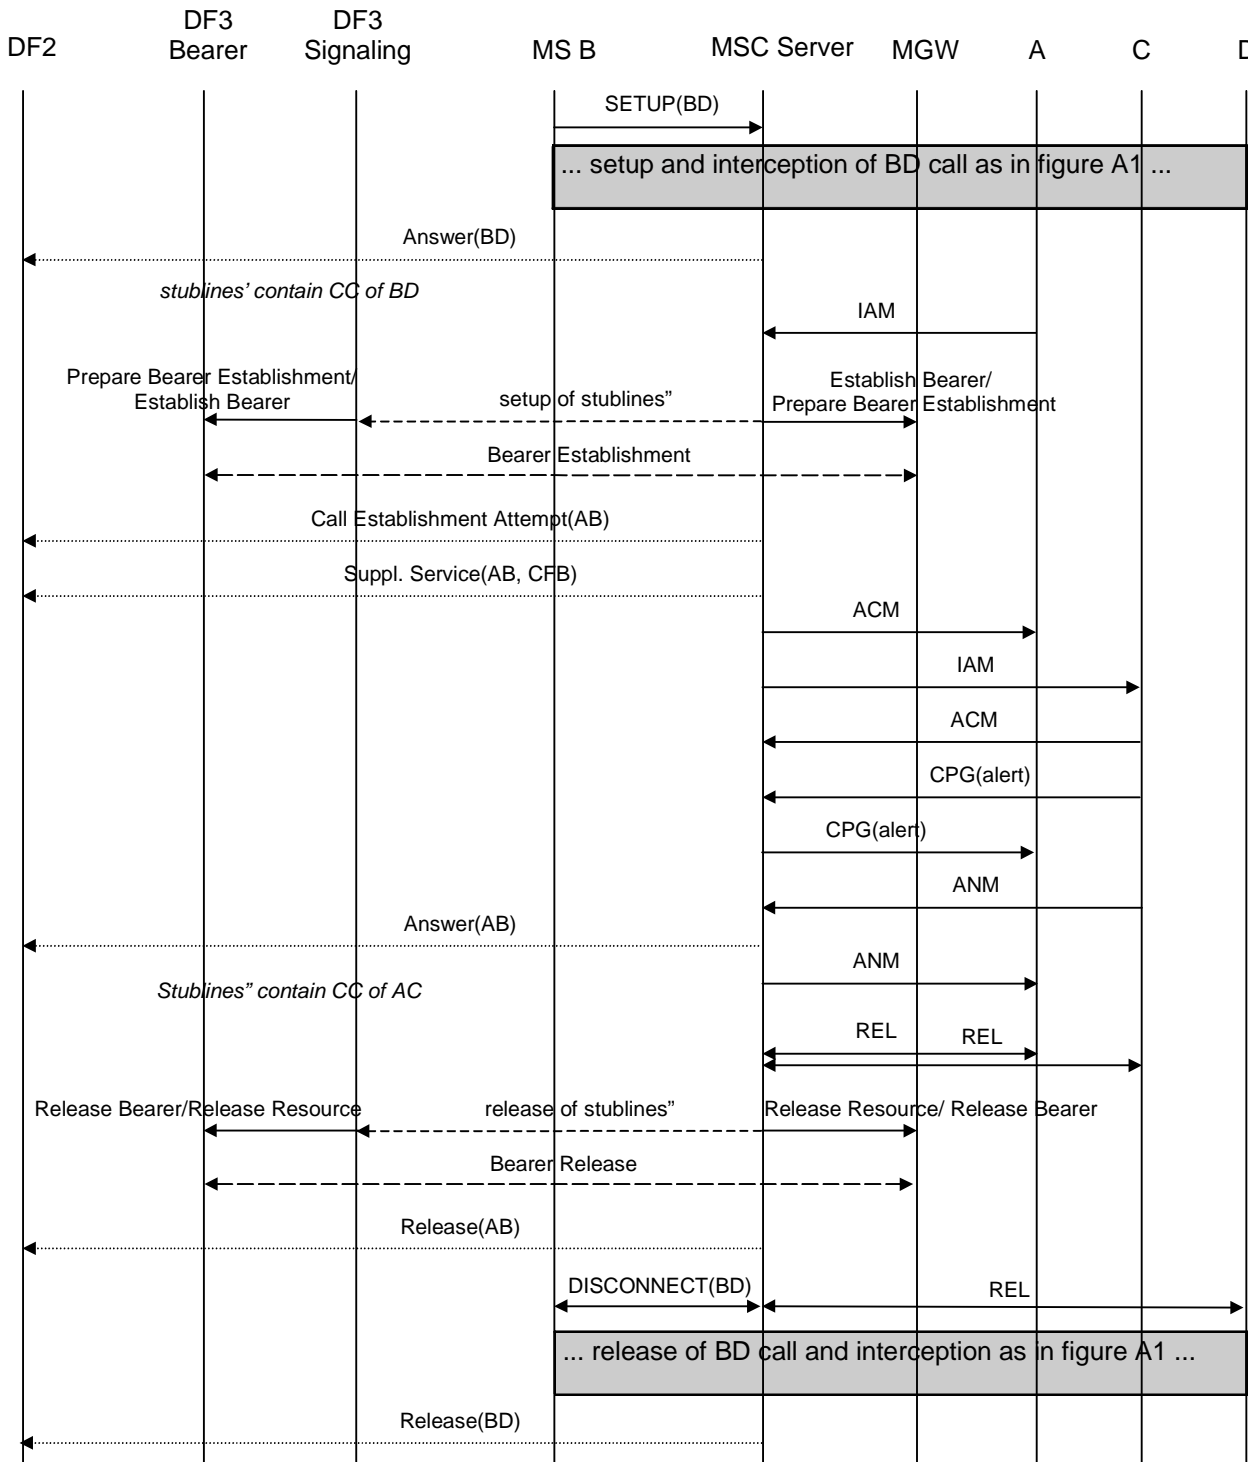 DF2
DF3
Bearer
DF3
Signaling
MS B
MSC Server
MGW
A
C
D
SETUP(BD)
... setup and interception of BD call as in figure A1 ...
Answer(BD)
stublines’ contain CC of BD
IAM
Prepare Bearer Establishment/
Establish Bearer
setup of stublines”
Establish Bearer/
Prepare Bearer Establishment
Bearer Establishment
Call Establishment Attempt(AB)
Suppl. Service(AB, CFB)
ACM
IAM
ACM
CPG(alert)
CPG(alert)
ANM
Answer(AB)
ANM
Stublines” contain CC of AC
REL
REL
Release Bearer/Release Resource
release of stublines”
Release Resource/ Release Bearer
Bearer Release
Release(AB)
DISCONNECT(BD)
REL
... release of BD call and interception as in figure A1 ...
Release(BD)